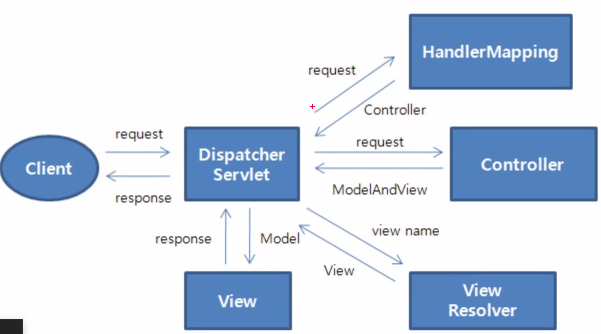 HandlerMapping
request
Controller
request
Client
response
Dispatcher
Servlet
request
ModelAndView
Controller
response
Model
view name
View
View
View
Resolver